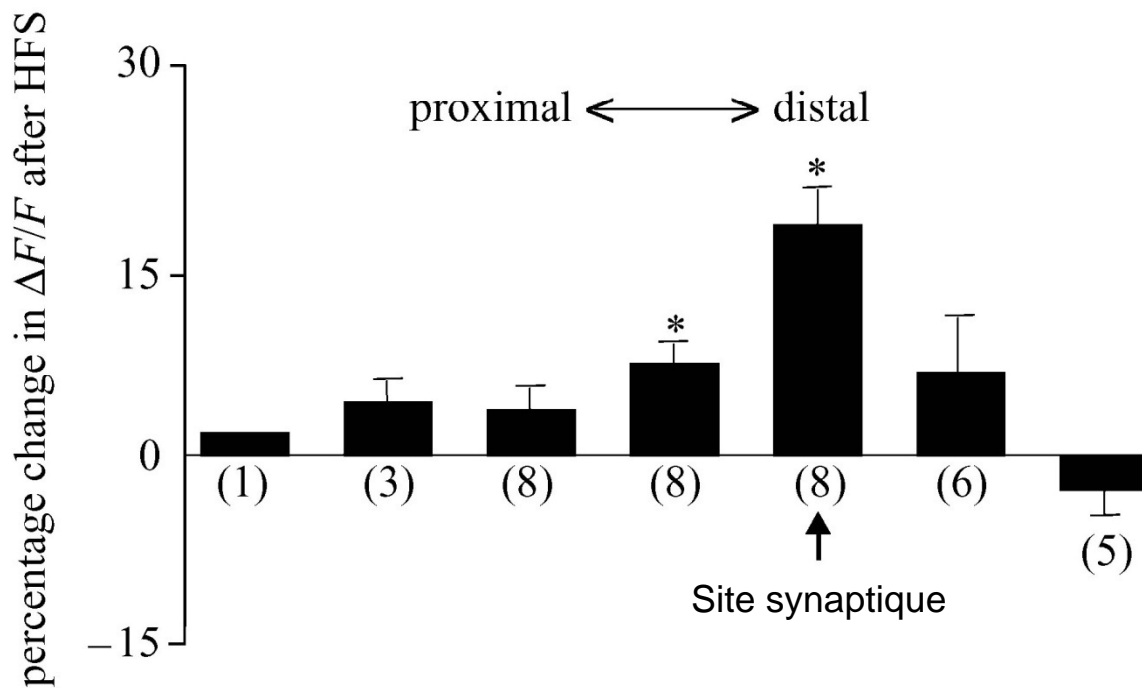 percentage change in ΔF/F after HFS
30
proximal distal
*
15
*
0
(1) (3) (8) (8) (8) (6)
(5)
Site synaptique
–15